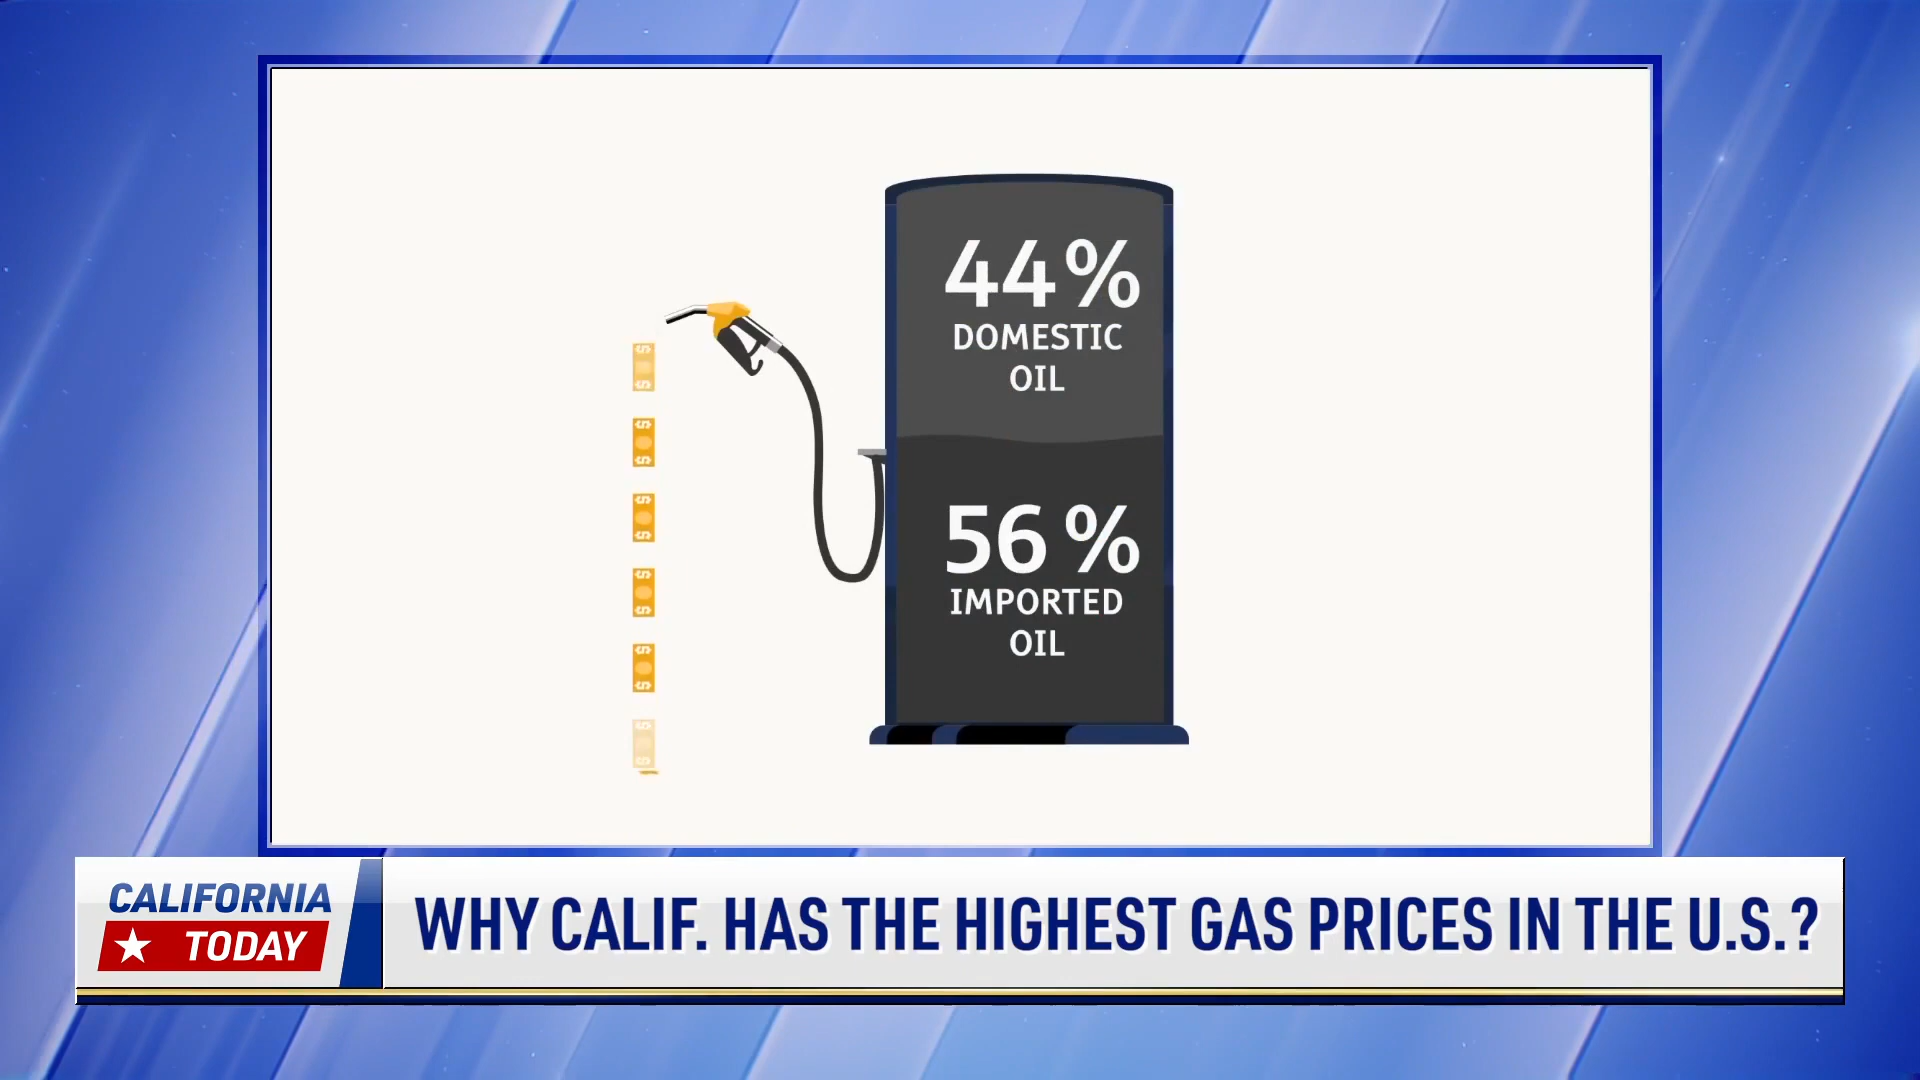 44%
DOMESTIC
OIL
56%
IMPORTED
OIL
$
$
$
$
$
$
$
$
$
$
$
$
CALIFORNIA
TODAY
WHY CALIF. HAS THE HIGHEST GAS PRICES IN THE U.S.?